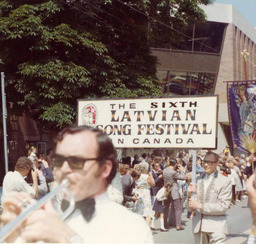 THE SIXTH
LATVIAN
SONG FESTIVAL
IN CANADA